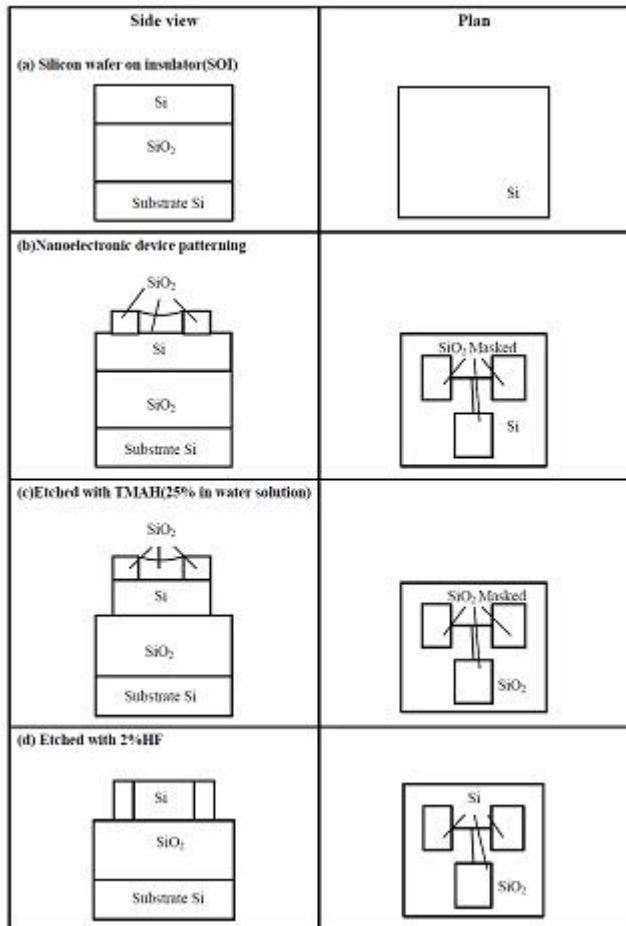 Side view
Plan
(a) Silicon wafer on insulator(SOI)
Si
SiO₂
Substrate Si
Si
(b)Nanoelectronic device patterning
SiO₂
Si
SiO₂
Substrate Si
SiO₂ Masked
Si
(c)Etched with TMAH(25% in water solution)
SiO₂
Si
SiO₂
Substrate Si
SiO₂ Masked
SiO₂
(d) Etched with 2%HF
Si
SiO₂
Substrate Si
Si
SiO₂